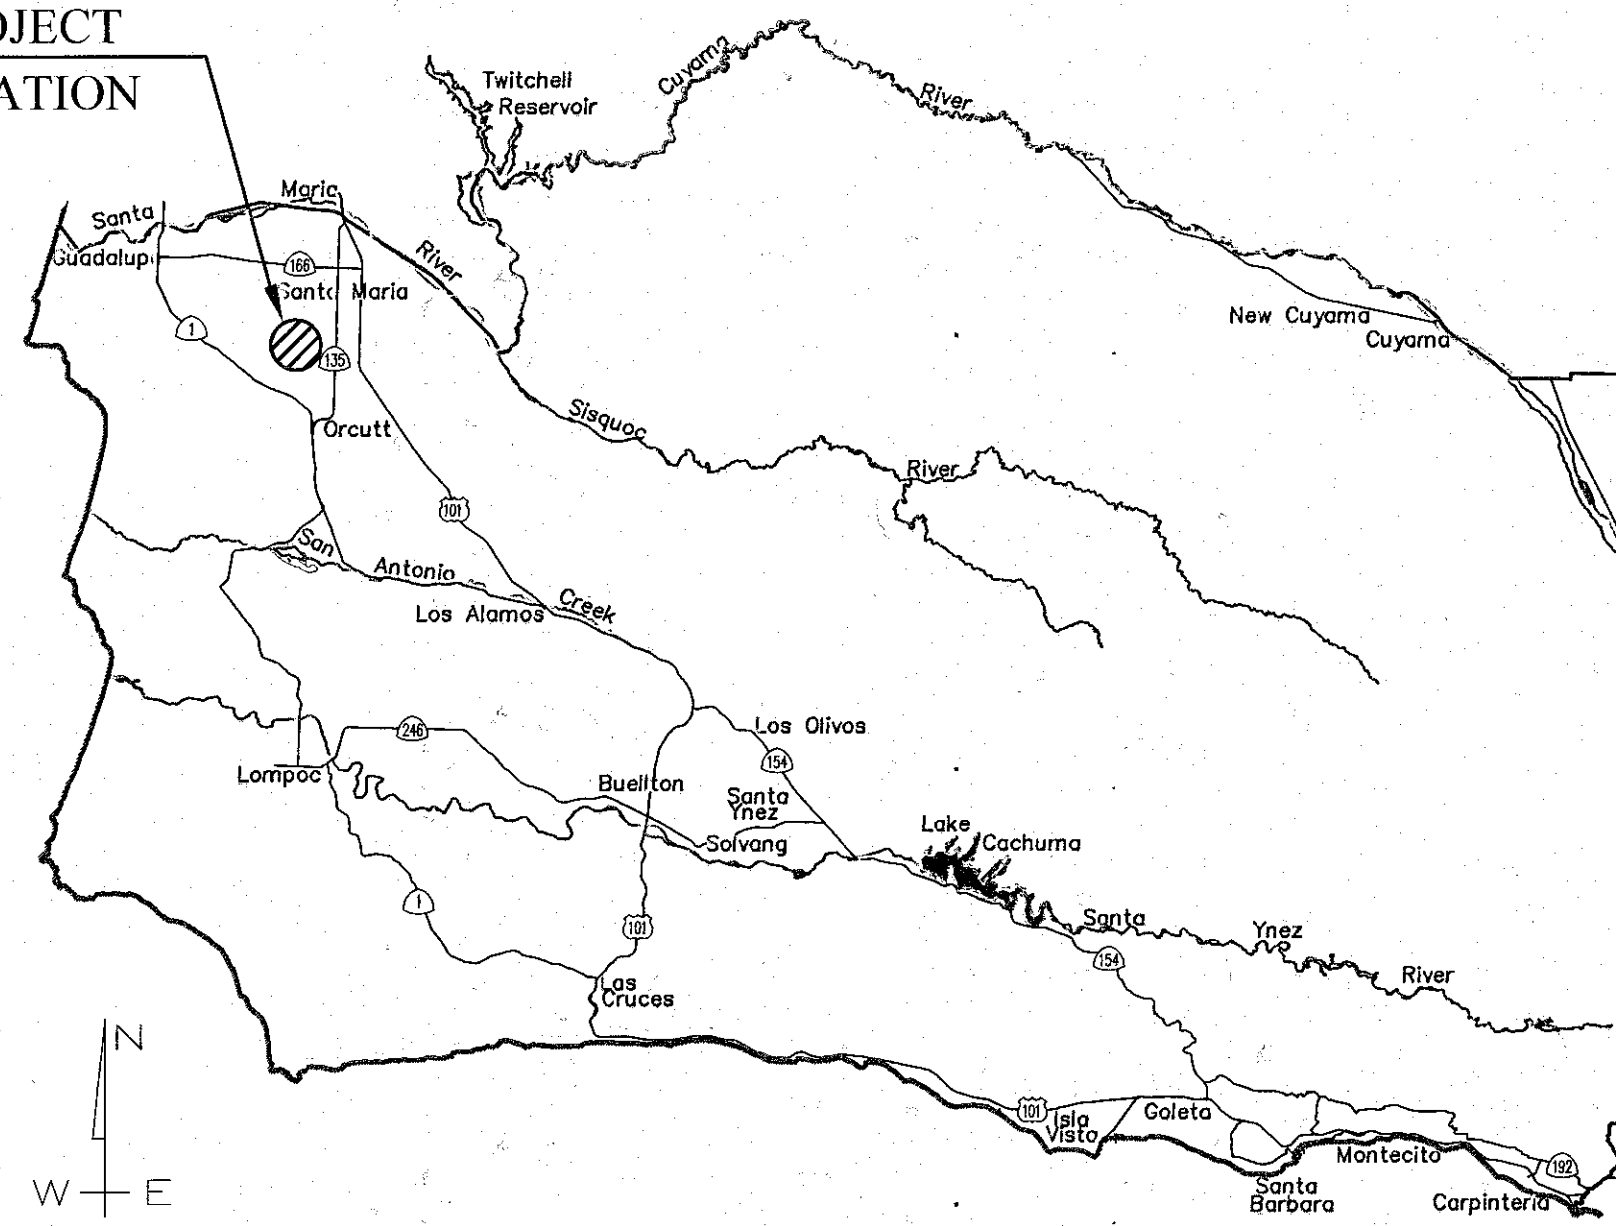 OJECT
ATION
Twitchell
Reservoir
Cuyama
River
Santa
Maria
Guadalup
166
River
Santa Maria
1
135
New Cuyama
Cuyama
Orcutt
Sisquoc
River
101
San
Antonio
Creek
Los Alamos
246
Los Olivos
154
Lompoc
Buellton
Santa
Ynez
Solvang
Lake
Cachuma
1
101
Santa
Ynez
River
154
Las
Cruces
N
W E
101
Isla
Vista
Goleta
Montecito
192
Santa
Barbara
Carpinteria